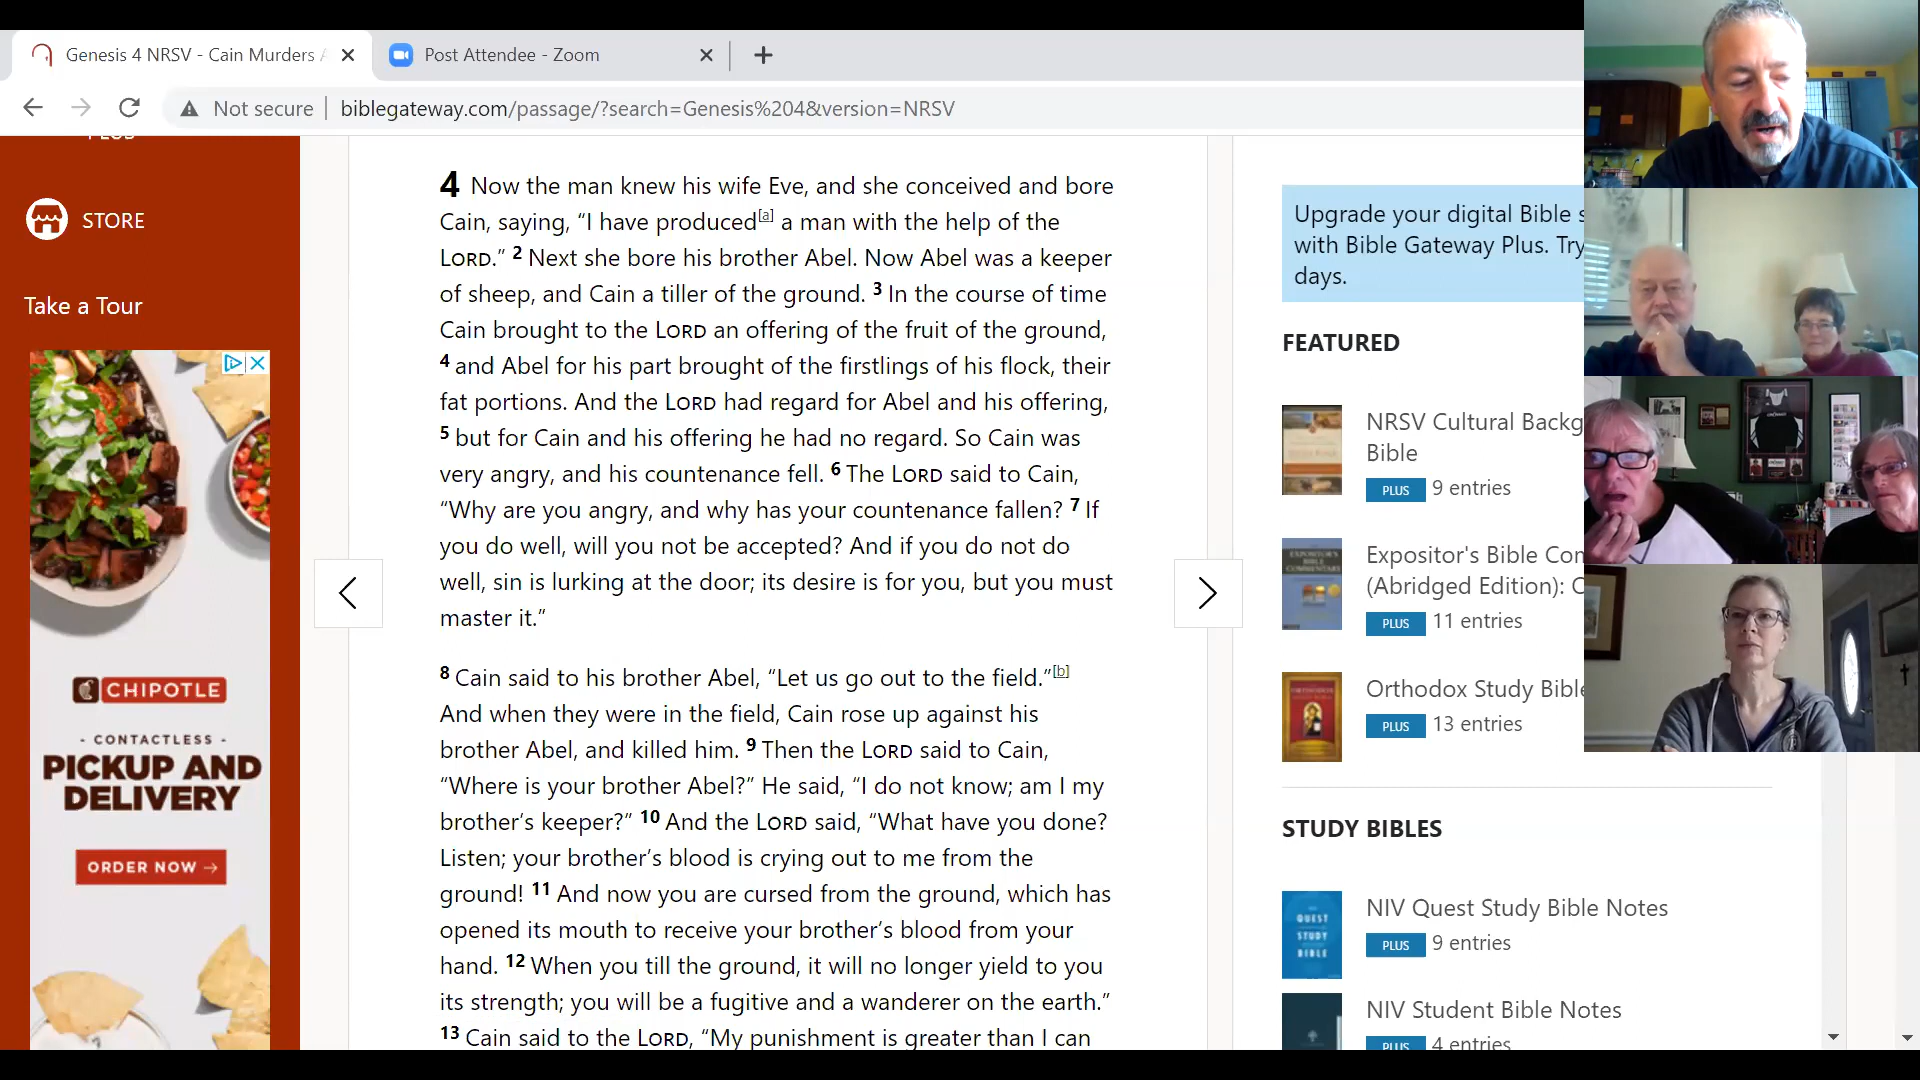 Genesis 4 NRSV - Cain Murders A
Post Attendee - Zoom
Not secure | biblegateway.com/passage/?search=Genesis%204&version=NRSV
PLUS
STORE
Take a Tour
CHIPOTLE
- CONTACTLESS -
PICKUP AND
DELIVERY
ORDER NOW →
4 Now the man knew his wife Eve, and she conceived and bore
Cain, saying, “I have produced[a] a man with the help of the
LORD.” 2 Next she bore his brother Abel. Now Abel was a keeper
of sheep, and Cain a tiller of the ground. 3 In the course of time
Cain brought to the LORD an offering of the fruit of the ground,
4 and Abel for his part brought of the firstlings of his flock, their
fat portions. And the LORD had regard for Abel and his offering,
5 but for Cain and his offering he had no regard. So Cain was
very angry, and his countenance fell. 6 The LORD said to Cain,
“Why are you angry, and why has your countenance fallen? 7 If
you do well, will you not be accepted? And if you do not do
well, sin is lurking at the door; its desire is for you, but you must
master it.”
8 Cain said to his brother Abel, “Let us go out to the field.”[b]
And when they were in the field, Cain rose up against his
brother Abel, and killed him. 9 Then the LORD said to Cain,
“Where is your brother Abel?” He said, “I do not know; am I my
brother’s keeper?” 10 And the LORD said, “What have you done?
Listen; your brother’s blood is crying out to me from the
ground! 11 And now you are cursed from the ground, which has
opened its mouth to receive your brother’s blood from your
hand. 12 When you till the ground, it will no longer yield to you
its strength; you will be a fugitive and a wanderer on the earth.”
13 Cain said to the LORD, “My punishment is greater than I can
Upgrade your digital Bible s
with Bible Gateway Plus. Try
days.
FEATURED
NRSV Cultural Backg
Bible
PLUS 9 entries
Expositor's Bible Con
(Abridged Edition): O
PLUS 11 entries
Orthodox Study Bible
PLUS 13 entries
STUDY BIBLES
QUEST
STUDY
BIBLE
NIV Quest Study Bible Notes
PLUS 9 entries
NIV Student Bible Notes
PLUS 4 entries